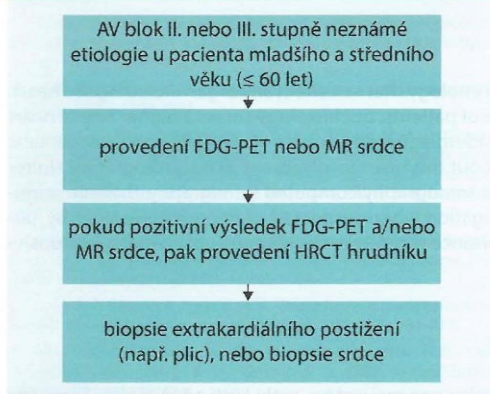 AV blok II. nebo III. stupně neznámé
etiologie u pacienta mladšího a středního
věku (≤ 60 let)
provedení FDG-PET nebo MR srdce
pokud pozitivní výsledek FDG-PET a/nebo
MR srdce, pak provedení HRCT hrudníku
biopsie extrakardiálního postižení
(např. plic), nebo biopsie srdce